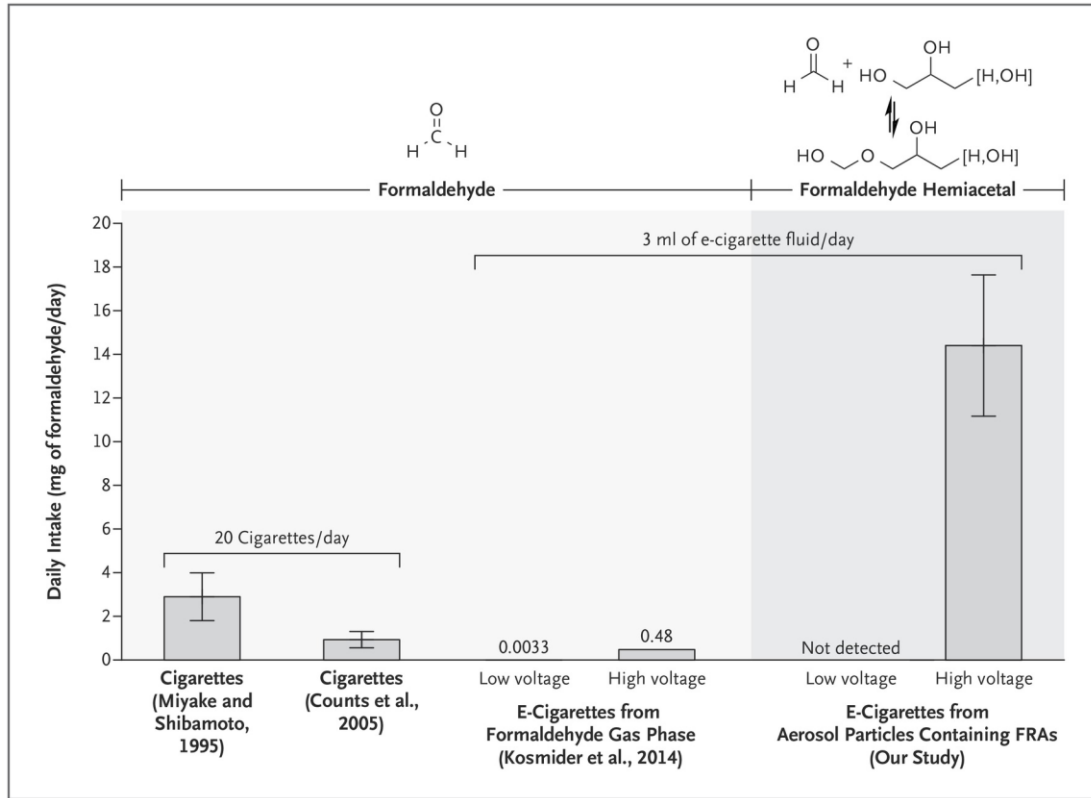 O
OH
H H + HO [H,OH]
O
C
H H
OH
HO O [H,OH]
Formaldehyde
Formaldehyde Hemiacetal
20
18
16
14
12
10
8
6
4
2
0
Daily Intake (mg of formaldehyde/day)
3 ml of e-cigarette fluid/day
20 Cigarettes/day
0.0033
0.48
Not detected
Cigarettes
(Miyake and
Shibamoto,
1995)
Cigarettes
(Counts et al.,
2005)
Low voltage
High voltage
E-Cigarettes from
Formaldehyde Gas Phase
(Kosmider et al., 2014)
Low voltage
High voltage
E-Cigarettes from
Aerosol Particles Containing FRAs
(Our Study)